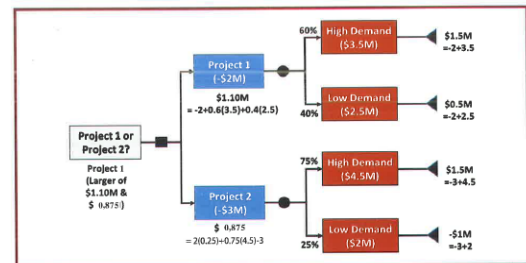 Project 1 or
Project 2?
Project 1
(Larger of
$1.10M &
$ 0.875)
Project 1
(-$2M)
$1.10M
=-2+0.6(3.5)+0.4(2.5)
60%
High Demand
($3.5M)
$1.5M
=-2+3.5
40%
Low Demand
($2.5M)
$0.5M
=-2+2.5
Project 2
(-$3M)
$ 0.875
= 2(0.25)+0.75(4.5)-3
75%
High Demand
($4.5M)
$1.5M
=-3+4.5
25%
Low Demand
($2M)
-$1M
=-3+2